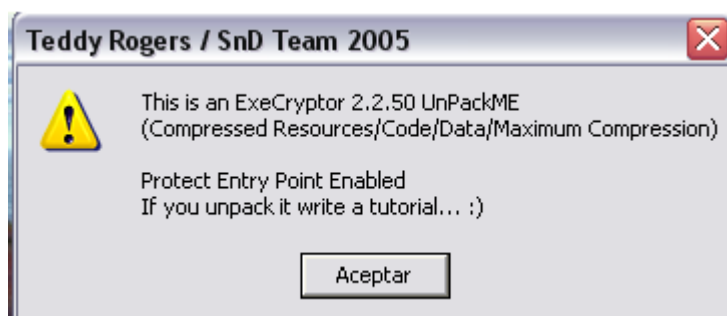 Teddy Rogers / SnD Team 2005
This is an ExeCryptor 2.2.50 UnPackME
(Compressed Resources/Code/Data/Maximum Compression)
Protect Entry Point Enabled
If you unpack it write a tutorial... :)
Aceptar